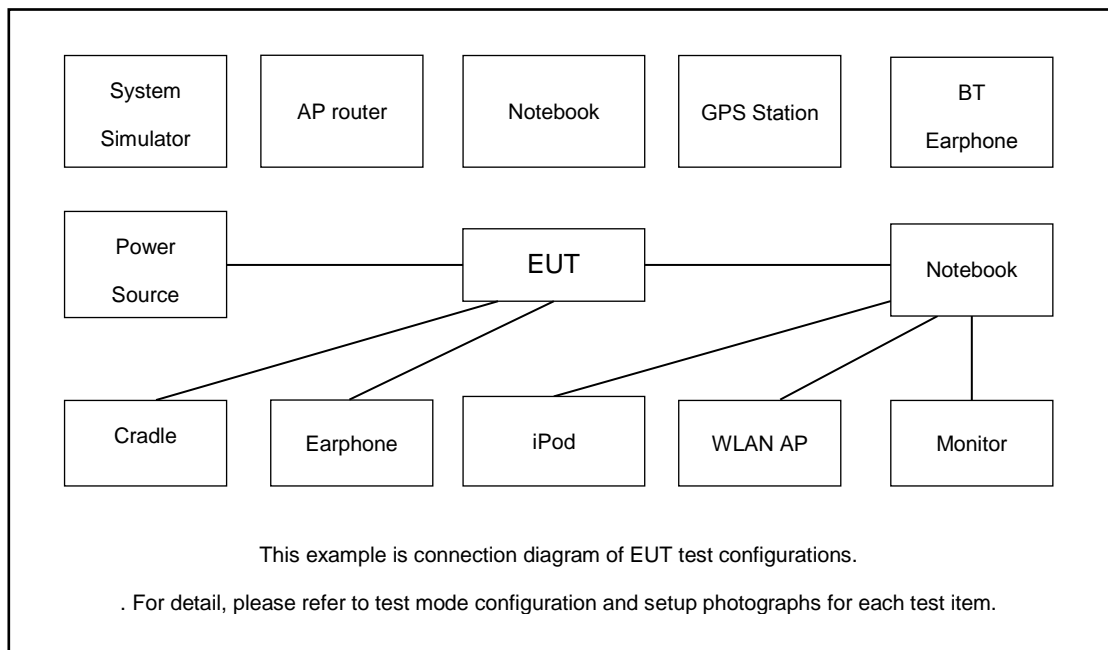 System
Simulator
AP router
Notebook
GPS Station
BT
Earphone
Power
Source
EUT
Notebook
Cradle
Earphone
iPod
WLAN AP
Monitor
This example is connection diagram of EUT test configurations.
. For detail, please refer to test mode configuration and setup photographs for each test item.